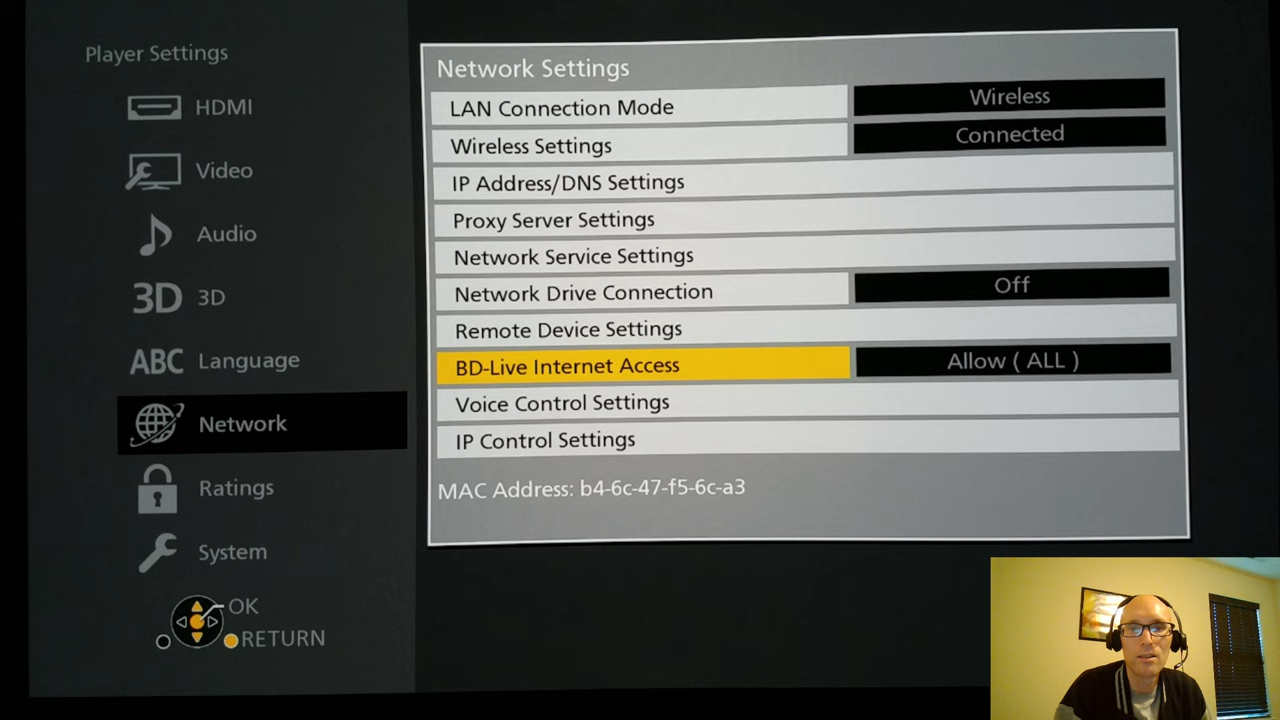 Player Settings
HDMI
Video
Audio
3D 3D
ABC Language
Network
Ratings
System
OK
RETURN
Network Settings
LAN Connection Mode Wireless
Wireless Settings Connected
IP Address/DNS Settings
Proxy Server Settings
Network Service Settings
Network Drive Connection Off
Remote Device Settings
BD-Live Internet Access Allow ( ALL )
Voice Control Settings
IP Control Settings
MAC Address: b4-6c-47-f5-6c-a3